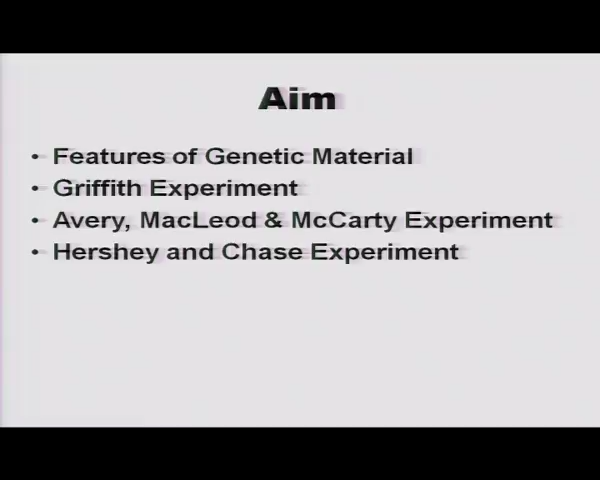 Aim
• Features of Genetic Material
• Griffith Experiment
• Avery, MacLeod & McCarty Experiment
• Hershey and Chase Experiment